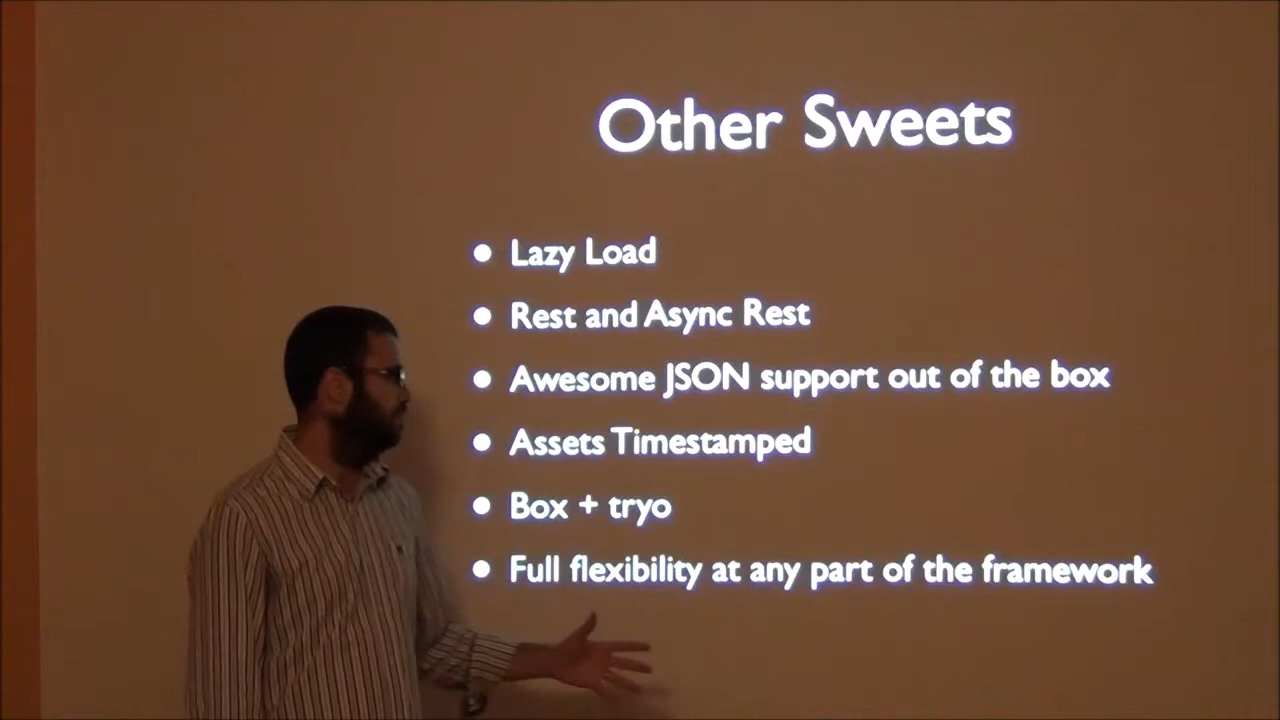 Other Sweets
• Lazy Load
• Rest and Async Rest
• Awesome JSON support out of the box
• Assets Timestamped
• Box + tryo
• Full flexibility at any part of the framework